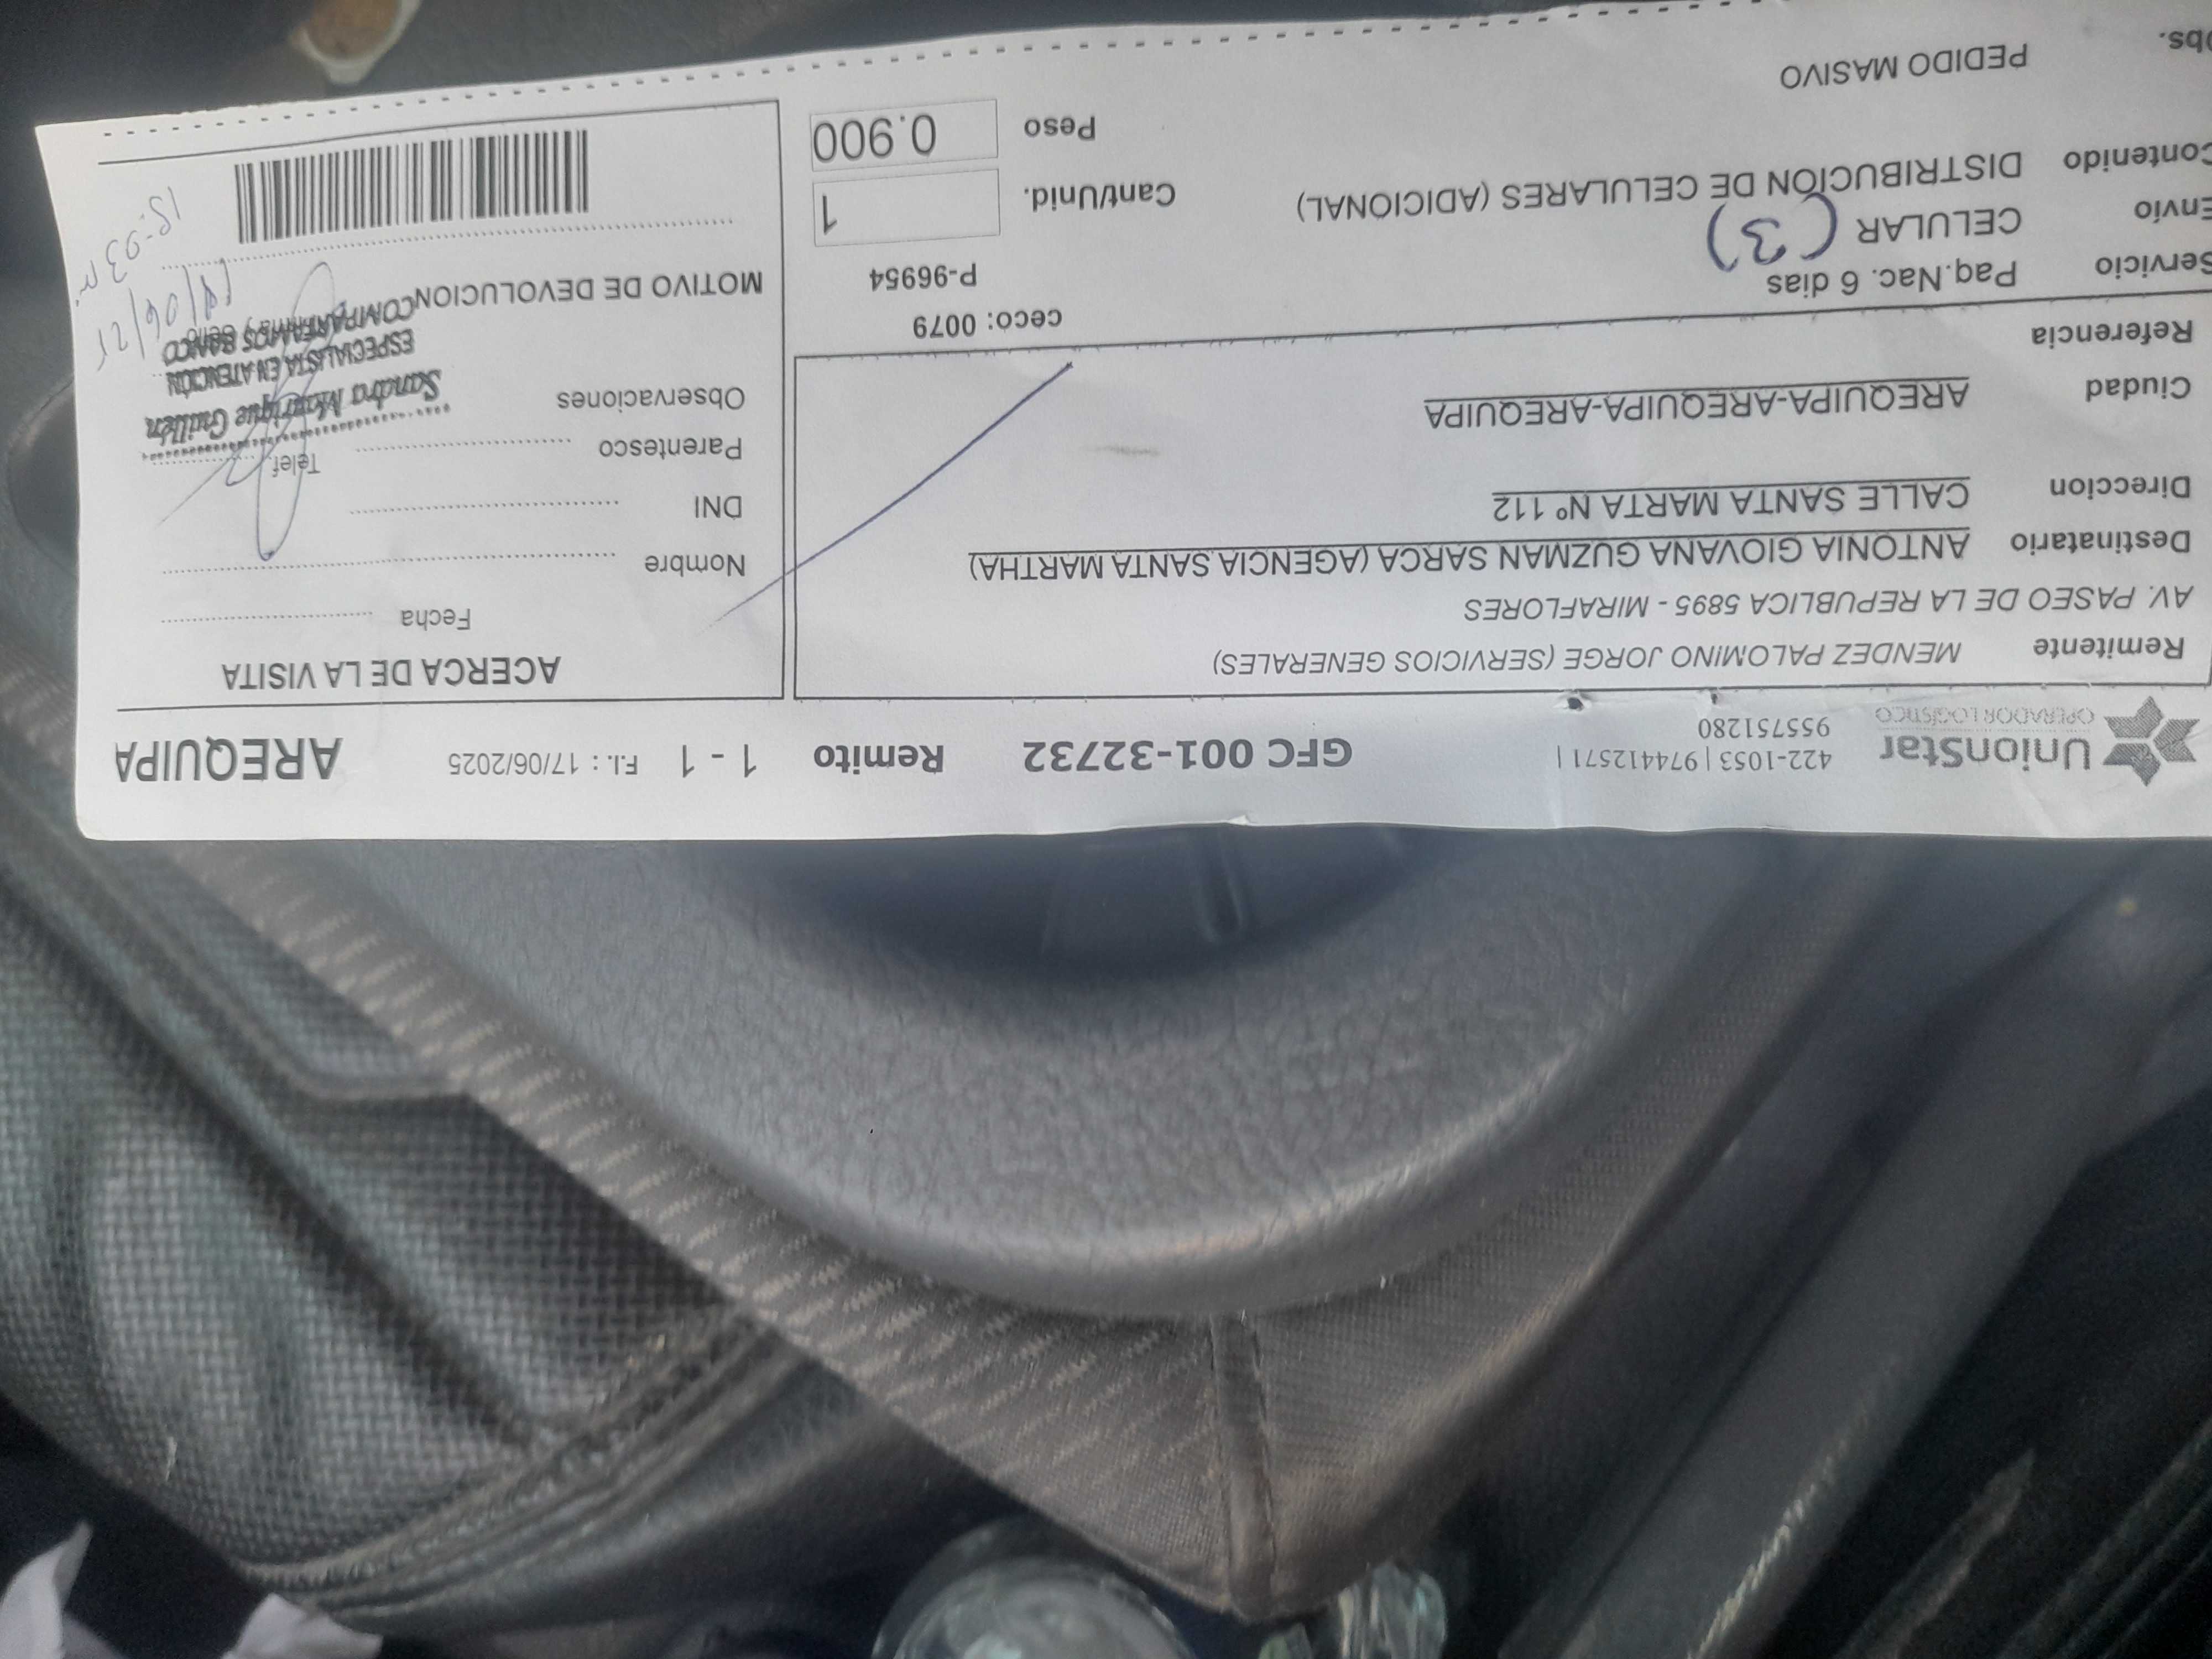 UnionStar
OPERADOR LOGÍSTICO
422-1053 | 974412571 |
955751280
GFC 001-32732
Remito 1 - 1
F.I. : 17/06/2025
AREQUIPA
Remitente MENDEZ PALOMINO JORGE (SERVICIOS GENERALES)
AV. PASEO DE LA REPUBLICA 5895 - MIRAFLORES
Destinatario ANTONIA GIOVANA GUZMAN SARCA (AGENCIA SANTA MARTHA)
Direccion CALLE SANTA MARTA Nº 112
Ciudad AREQUIPA-AREQUIPA-AREQUIPA
Referencia
Servicio Paq.Nac. 6 dias
ceco: 0079
Envío CELULAR (3)
P-96954
Contenido DISTRIBUCIÓN DE CELULARES (ADICIONAL)
Cant/Unid. 1
Obs. PEDIDO MASIVO
Peso 0.900
ACERCA DE LA VISITA
Fecha
Nombre
DNI
Parentesco
Telef.
Observaciones
Sandra Manrique Guillén
ESPECIALISTA EN ATENCIÓN
COMPARTAMOS BANCO
MOTIVO DE DEVOLUCION